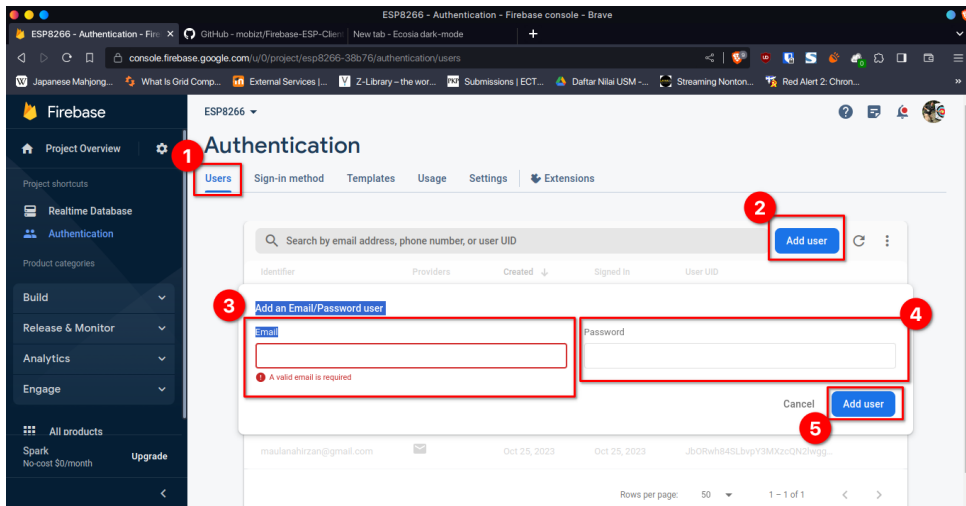 ESP8266 - Authentication - Firebase console - Brave
ESP8266 - Authentication - Fire
GitHub - mobizt/Firebase-ESP-Client
New tab - Ecosia dark-mode
console.firebase.google.com/u/0/project/esp8266-38b76/authentication/users
Japanese Mahjong... What Is Grid Comp... External Services |... Z-Library – the wor... Submissions | ECT... Daftar Nilai USM -... Streaming Nonton... Red Alert 2: Chron... »
Firebase
ESP8266
Project Overview
Authentication
1
Users Sign-in method Templates Usage Settings Extensions
Project shortcuts
Realtime Database
Authentication
Product categories
Build
Release & Monitor
Analytics
Engage
All products
Spark
No-cost $0/month
Upgrade
2
Search by email address, phone number, or user UID
Add user
Identifier Providers Created ↓ Signed In User UID
3
Add an Email/Password user
4
Email
Password
A valid email is required
Cancel Add user
5
maulanahirzan@gmail.com Oct 25, 2023 Oct 25, 2023
Rows per page: 50 1 – 1 of 1